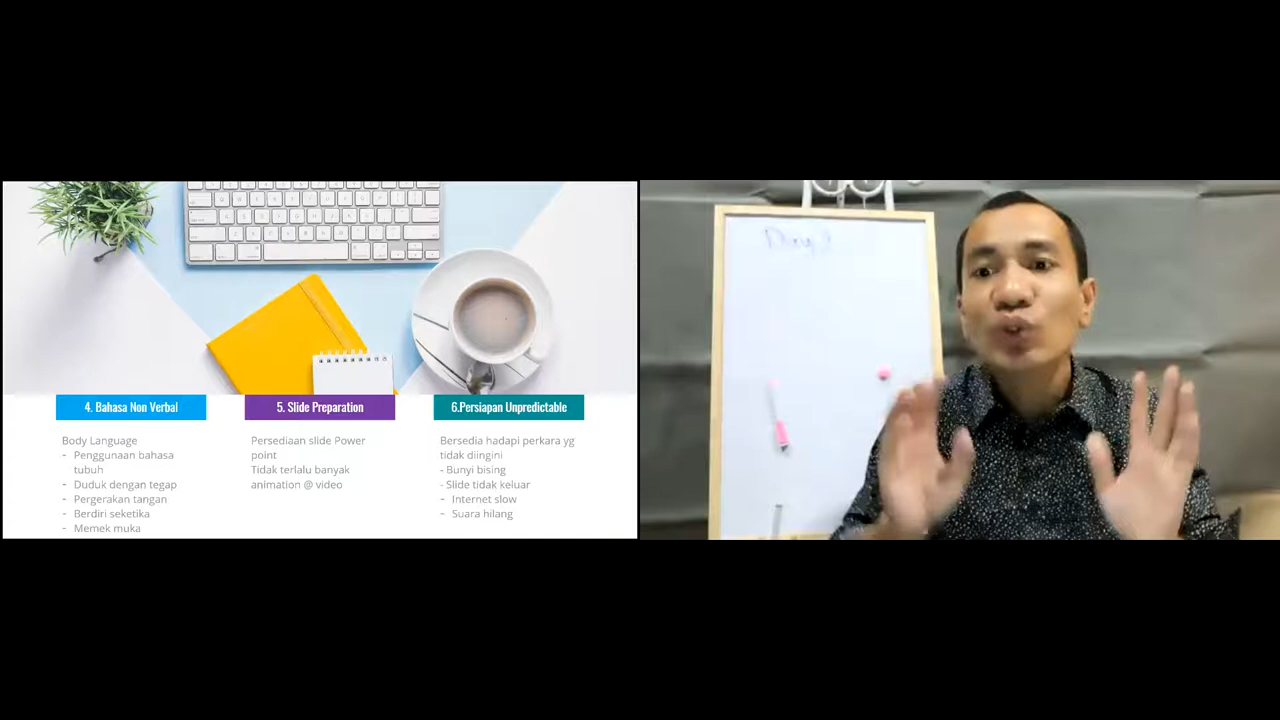 4. Bahasa Non Verbal
Body Language
- Penggunaan bahasa
tubuh
- Duduk dengan tegap
- Pergerakan tangan
- Berdiri seketika
- Memek muka
5. Slide Preparation
Persediaan slide Power
point
Tidak terlalu banyak
animation @ video
6.Persiapan Unpredictable
Bersedia hadapi perkara yg
tidak diingini
- Bunyi bising
- Slide tidak keluar
- Internet slow
- Suara hilang